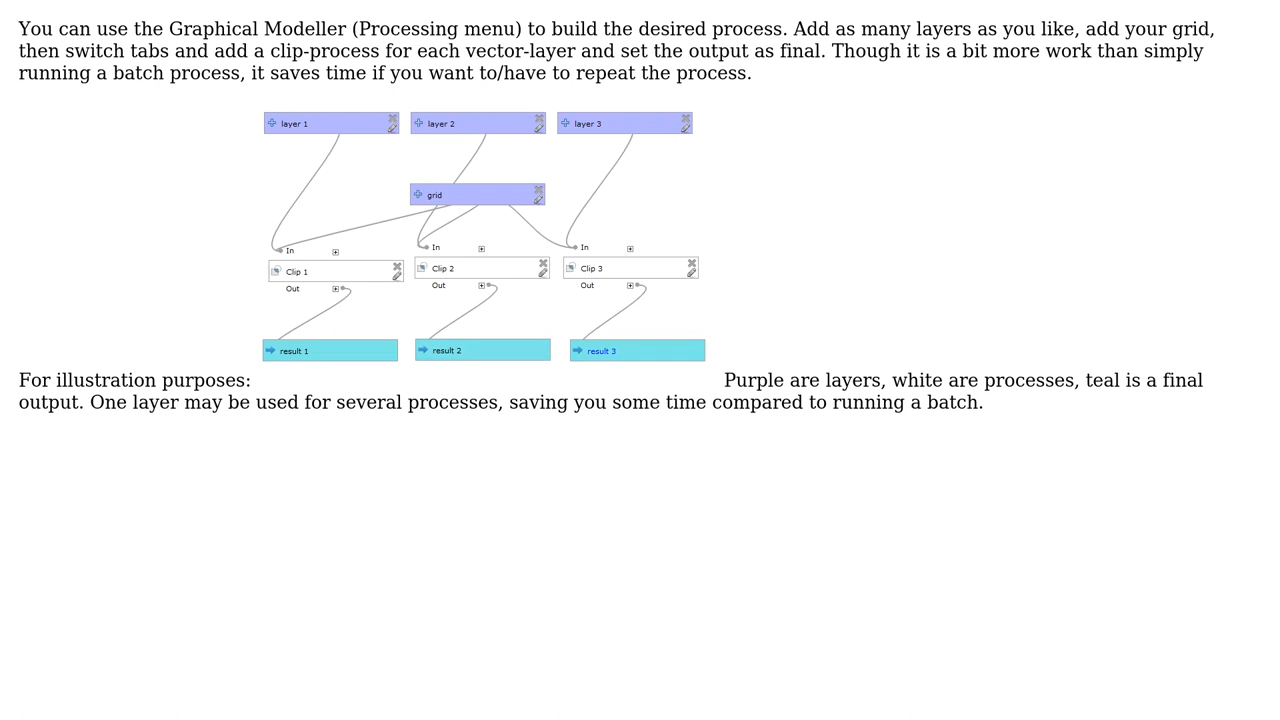 You can use the Graphical Modeller (Processing menu) to build the desired process. Add as many layers as you like, add your grid,
then switch tabs and add a clip-process for each vector-layer and set the output as final. Though it is a bit more work than simply
running a batch process, it saves time if you want to/have to repeat the process.
layer 1 layer 2 layer 3
grid
In In In
Clip 1 Clip 2 Clip 3
Out Out Out
result 1 result 2 result 3
For illustration purposes: Purple are layers, white are processes, teal is a final
output. One layer may be used for several processes, saving you some time compared to running a batch.